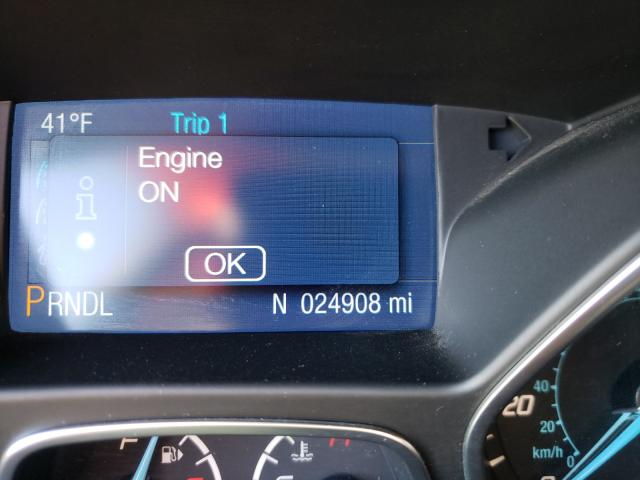 41°F Trip 1
Engine
ON
OK
PRNDL N 024908 mi
F H
40
20 20
km/h 0